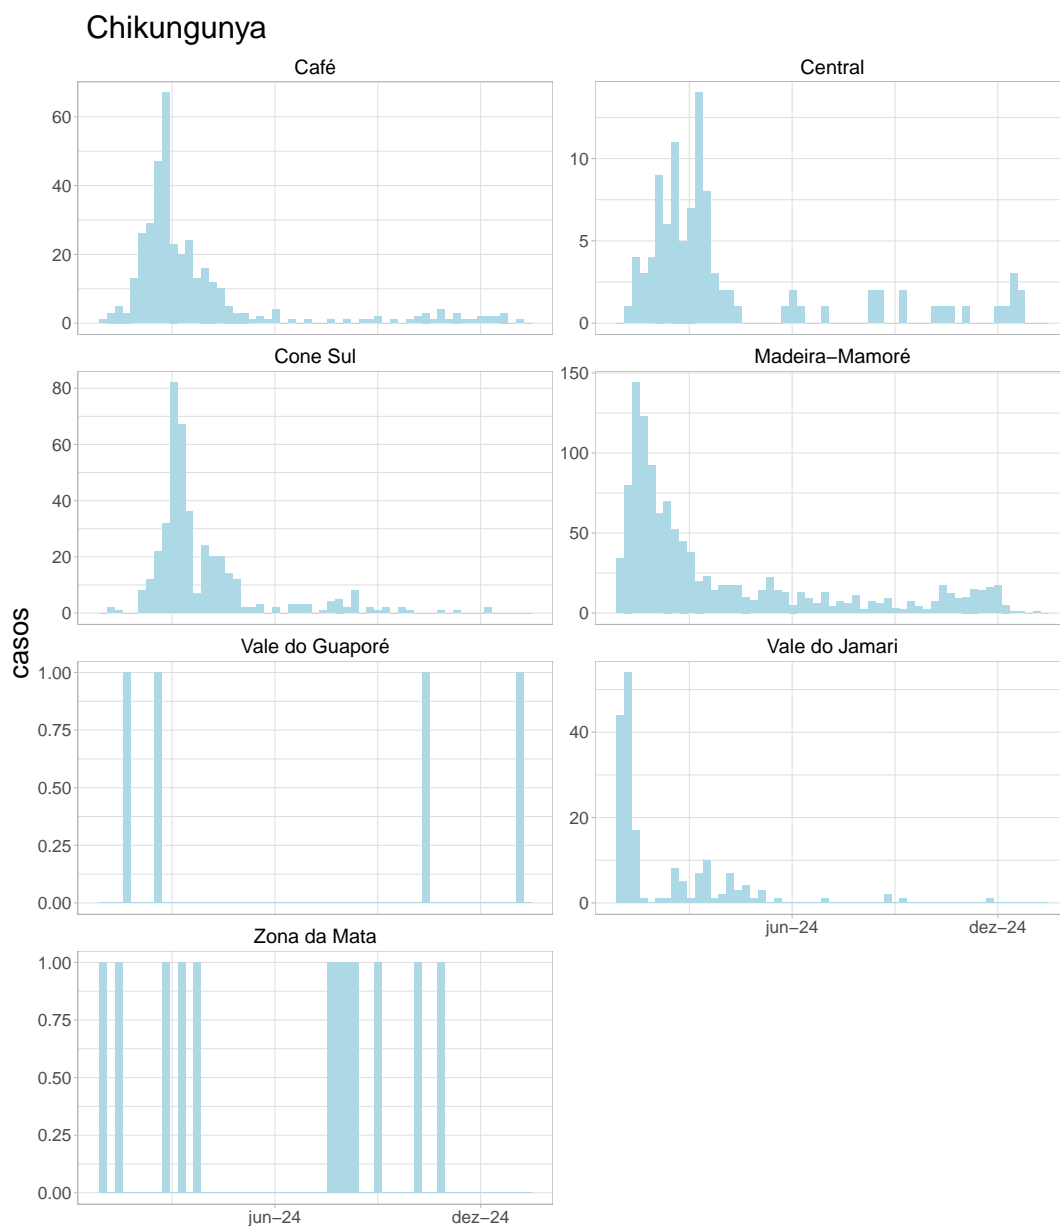 Chikungunya
Café
Central
60
40
20
0
10
5
0
Cone Sul
Madeira−Mamoré
80
60
40
20
0
150
100
50
0
casos
Vale do Guaporé
Vale do Jamari
1.00
0.75
0.50
0.25
0.00
40
20
0
jun−24
dez−24
Zona da Mata
1.00
0.75
0.50
0.25
0.00
jun−24
dez−24